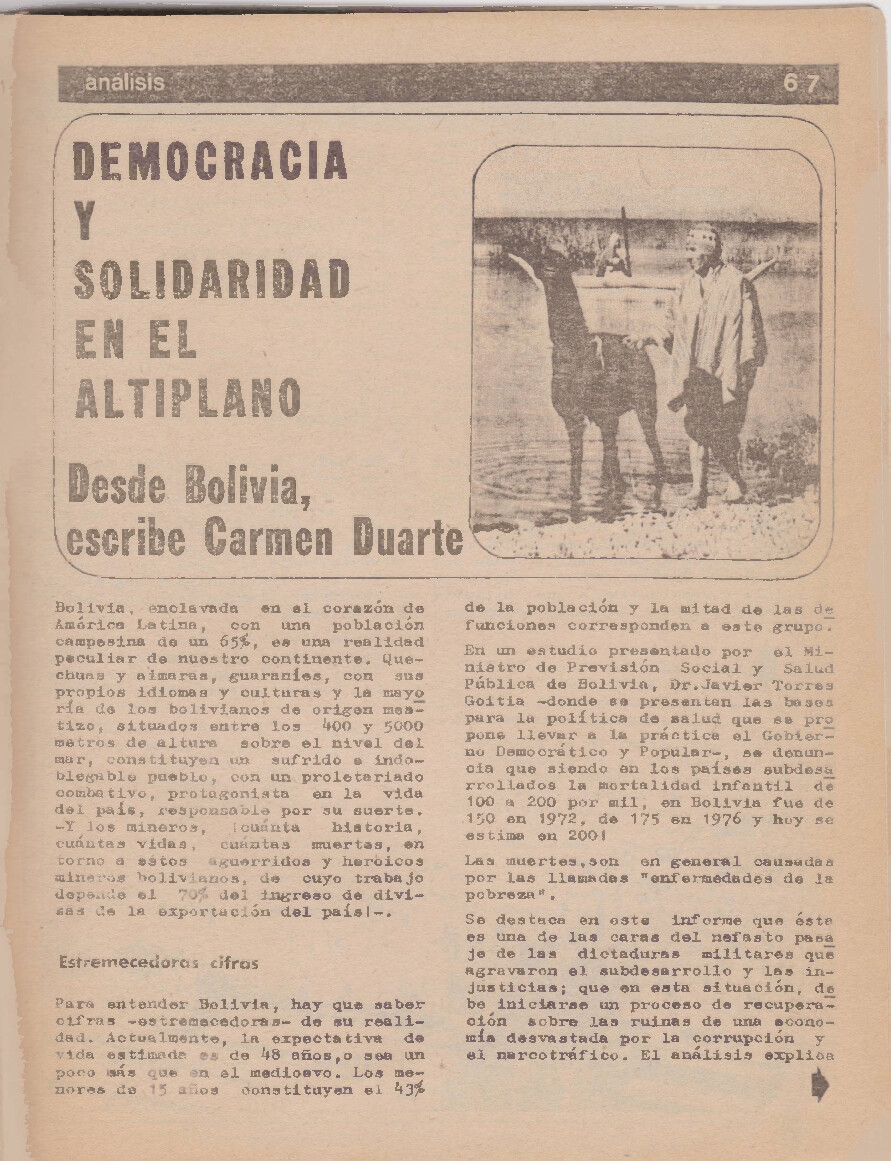 análisis 67
DEMOCRACIA
Y
SOLIDARIDAD
EN EL
ALTIPLANO
Desde Bolivia,
escribe Carmen Duarte
Bolivia, enclavada en el corazón de
América Latina, con una población
campesina de un 65%, es una realidad
peculiar de nuestro continente. Que-
chuas y aimaras, guaraníes, con sus
propios idiomas y culturas y la mayo
ría de los bolivianos de origen mes-
tizo, situados entre los 400 y 5000
metros de altura sobre el nivel del
mar, constituyen un sufrido e indo-
blegable pueblo, con un proletariado
combativo, protagonista en la vida
del país, responsable por su suerte.
-Y los mineros, ¡cuánta historia,
cuántas vidas, cuántas muertes, en
torno a estos aguerridos y heroicos
mineros bolivianos, de cuyo trabajo
depende el 70% del ingreso de divi-
sas de la exportación del país!-.
Estremecedoras cifras
Para entender Bolivia, hay que saber
cifras -estremecedoras- de su reali-
dad. Actualmente, la expectativa de
vida estimada es de 48 años,o sea un
poco más que en el medioevo. Los me-
nores de 15 años constituyen el 43%
de la población y la mitad de las de
funciones corresponden a este grupo.
En un estudio presentado por el Mi-
nistro de Previsión Social y Salud
Pública de Bolivia, Dr.Javier Torres
Goitia -donde se presentan las bases
para la política de salud que se pro
pone llevar a la práctica el Gobier-
no Democrático y Popular-, se denun-
cia que siendo en los países subdesa
rrollados la mortalidad infantil de
100 a 200 por mil, en Bolivia fue de
150 en 1972, de 175 en 1976 y hoy se
estima en 200!
Las muertes,son en general causadas
por las llamadas "enfermedades de la
pobreza".
Se destaca en este informe que ésta
es una de las caras del nefasto pasa
je de las dictaduras militares que
agravaron el subdesarrollo y las in-
justicias; que en esta situación, de
be iniciarse un proceso de recupera-
ción sobre las ruinas de una econo-
mía desvastada por la corrupción y
el narcotráfico. El análisis explica